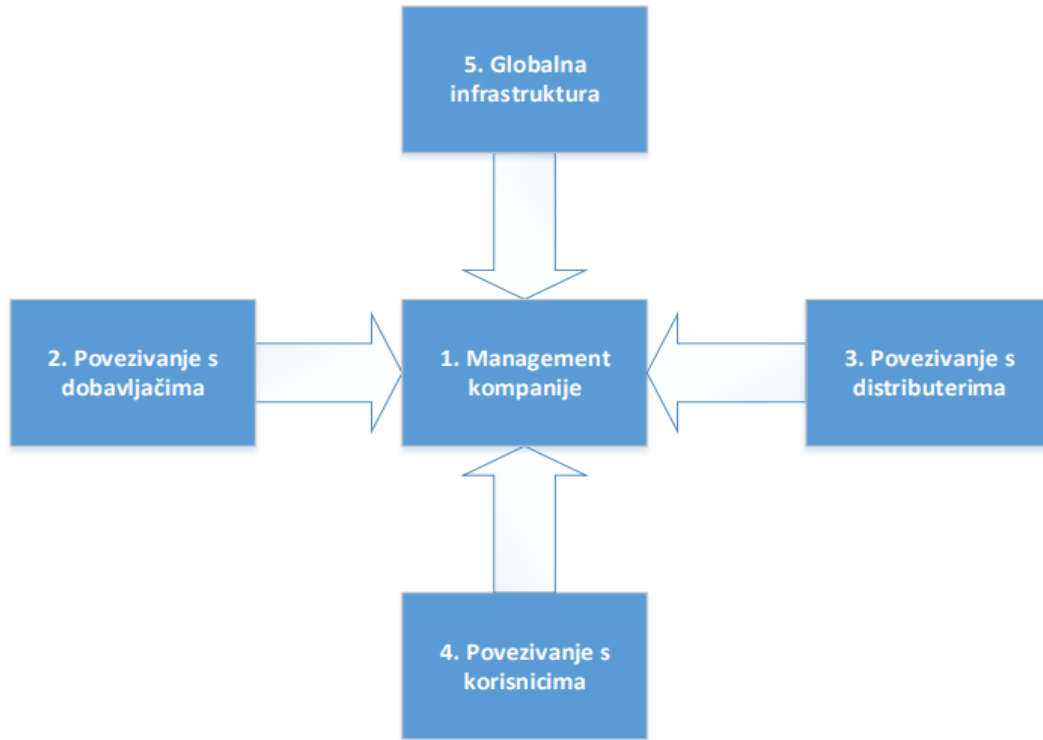 5. Globalna
infrastruktura
2. Povezivanje s
dobavljačima
1. Management
kompanije
3. Povezivanje s
distributerima
4. Povezivanje s
korisnicima